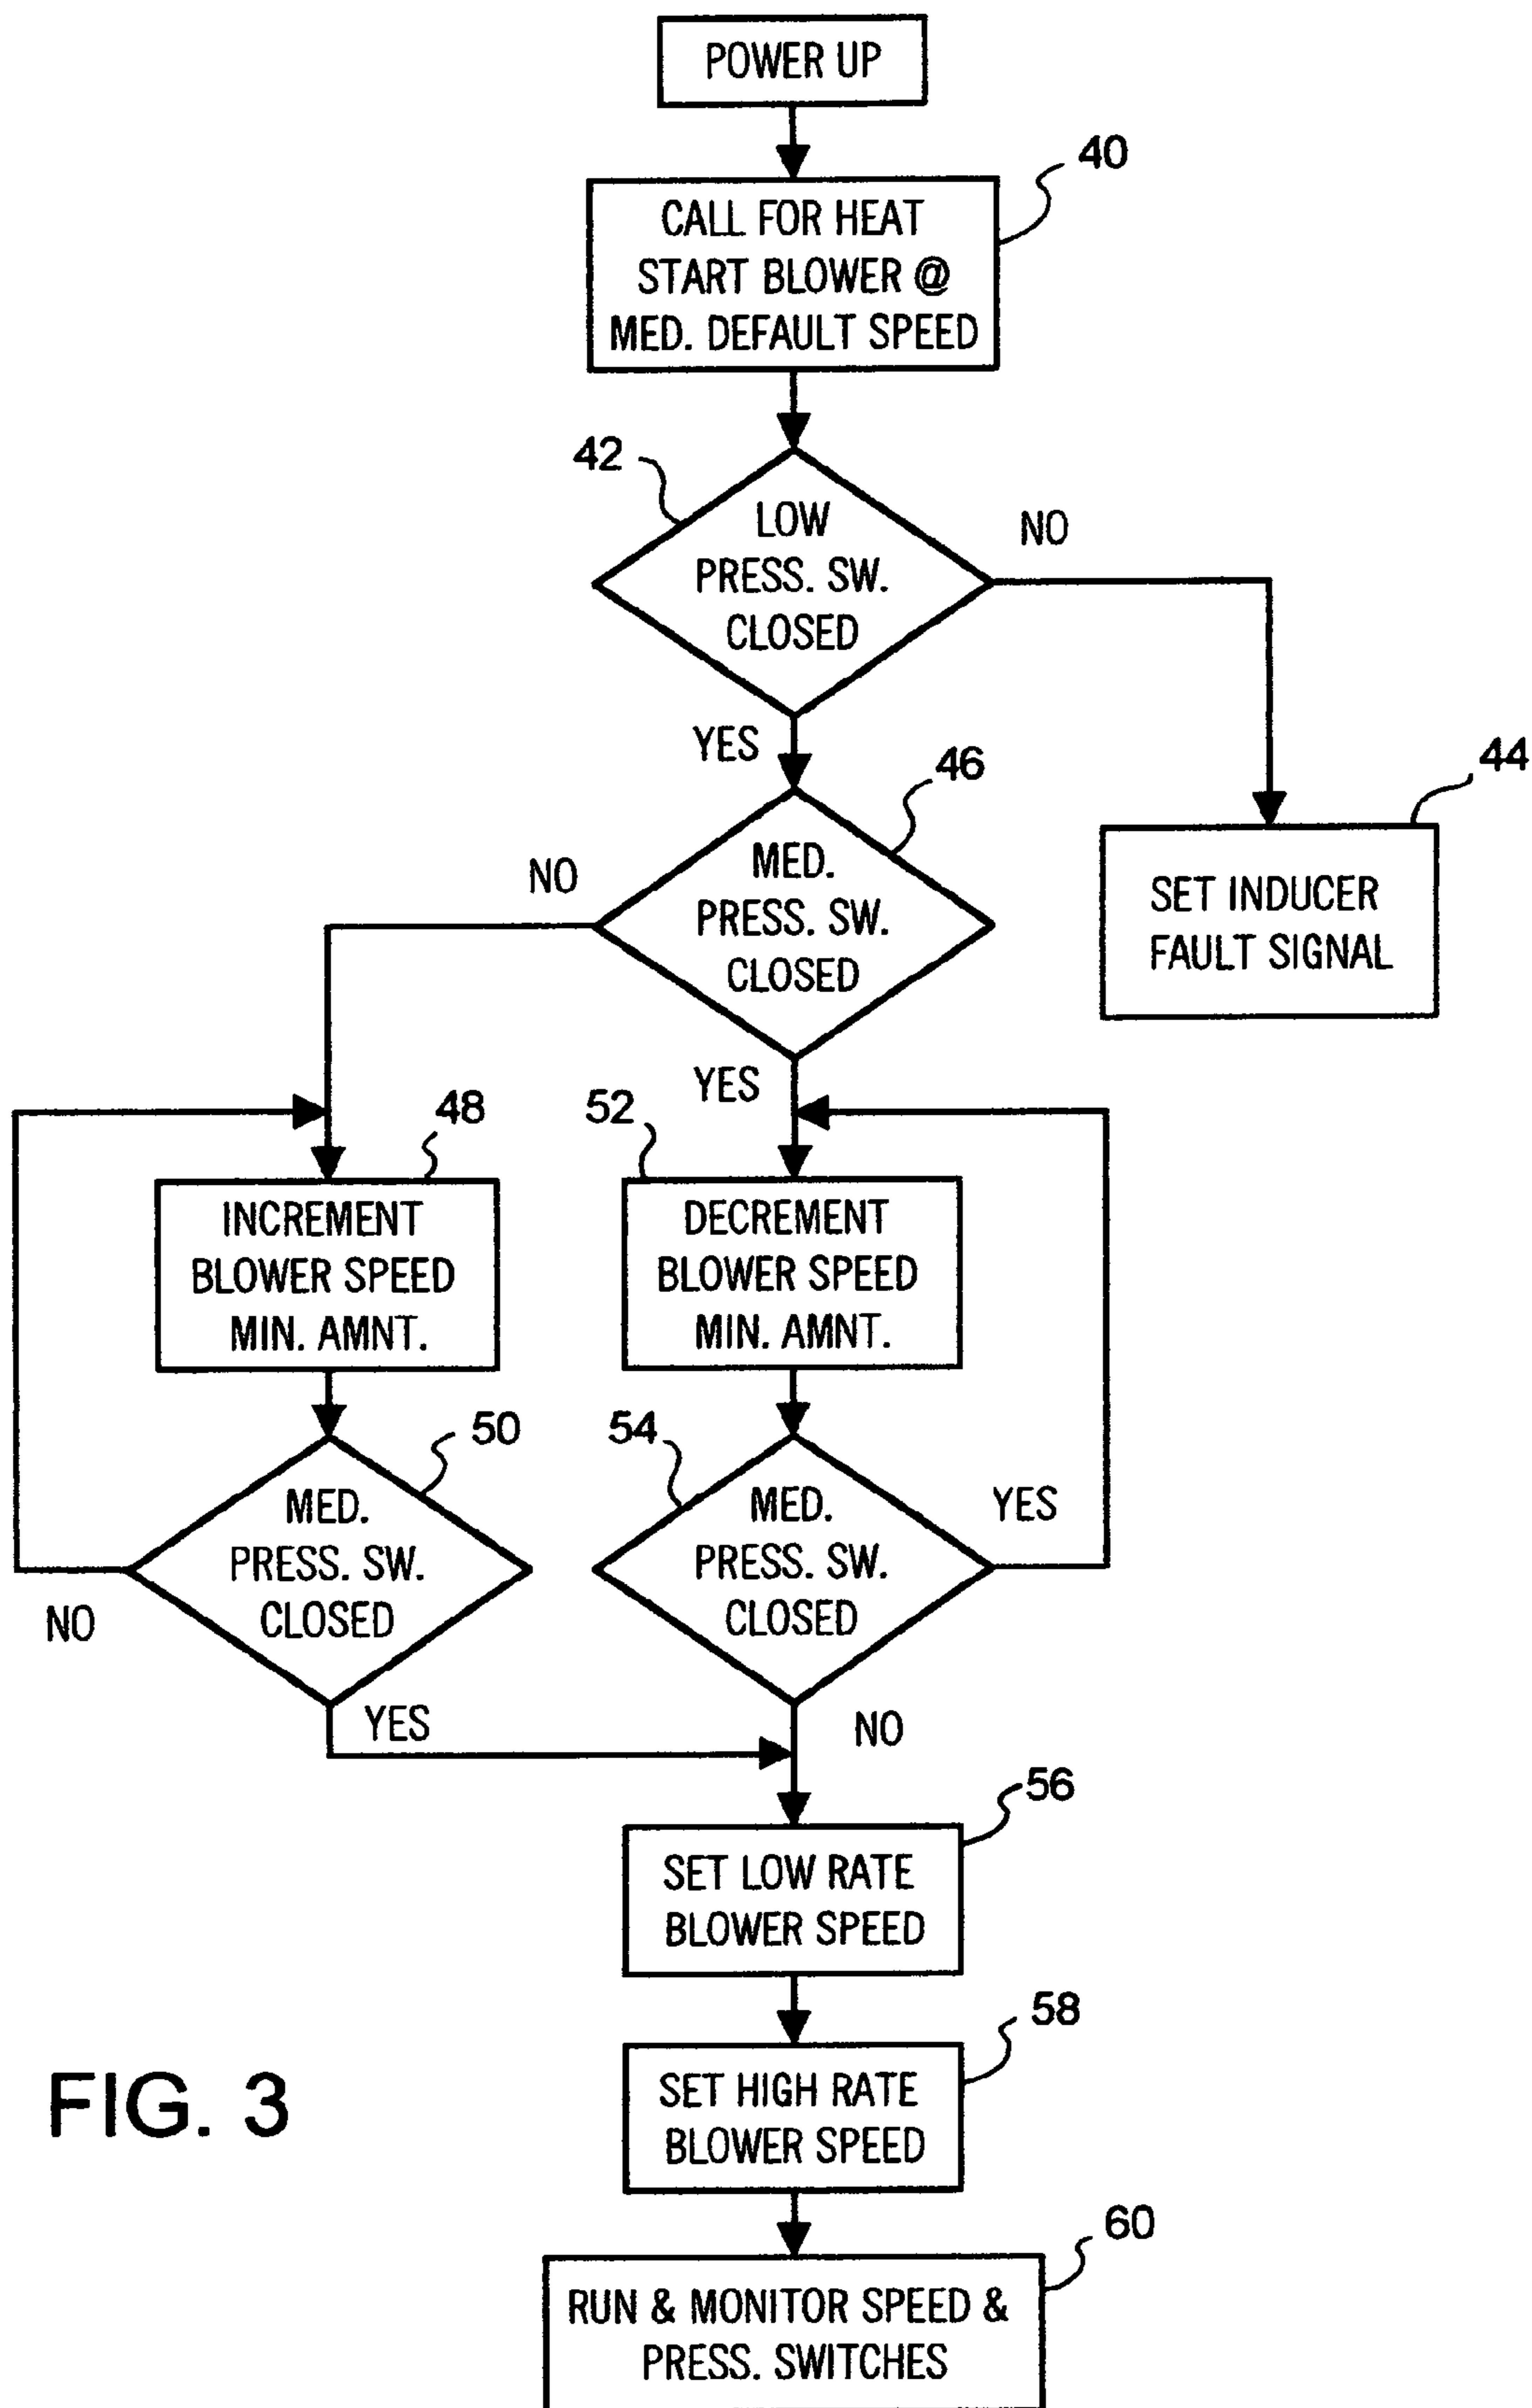 POWER UP
40
CALL FOR HEAT
START BLOWER @
MED. DEFAULT SPEED
42
LOW
PRESS. SW.
CLOSED
NO
YES
46
44
MED.
PRESS. SW.
CLOSED
NO
SET INDUCER
FAULT SIGNAL
YES
48
52
INCREMENT
BLOWER SPEED
MIN. AMNT.
DECREMENT
BLOWER SPEED
MIN. AMNT.
50
54
MED.
PRESS. SW.
CLOSED
NO
YES
MED.
PRESS. SW.
CLOSED
YES
NO
56
SET LOW RATE
BLOWER SPEED
58
SET HIGH RATE
BLOWER SPEED
FIG. 3
60
RUN & MONITOR SPEED &
PRESS. SWITCHES